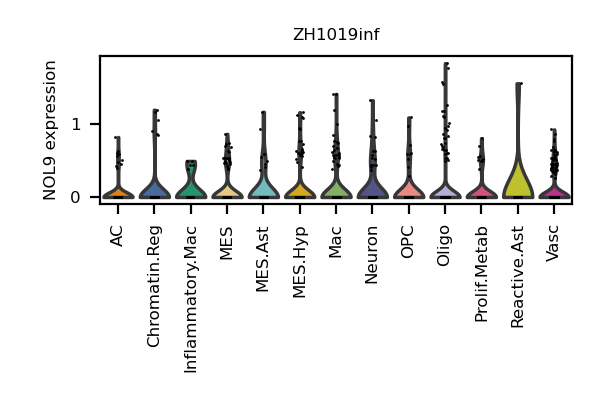 ZH1019inf
NOL9 expression
1
0
AC
Chromatin.Reg
Inflammatory.Mac
MES
MES.Ast
MES.Hyp
Mac
Neuron
OPC
Oligo
Prolif.Metab
Reactive.Ast
Vasc